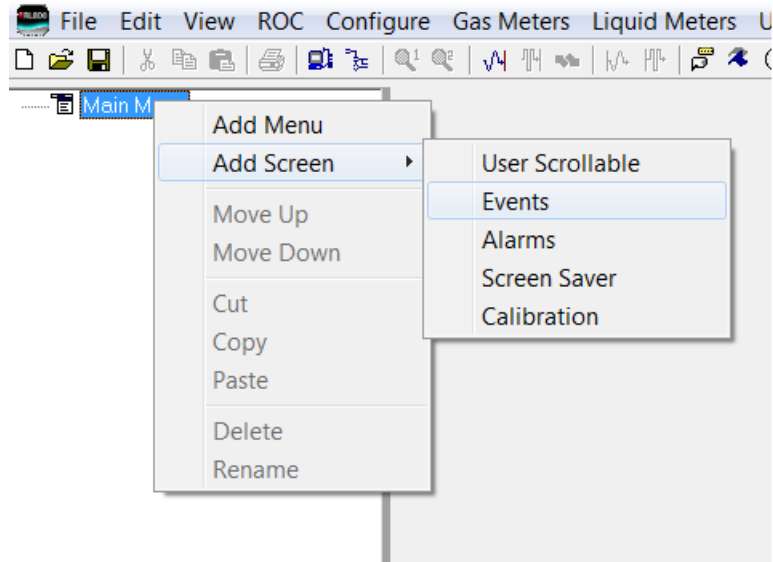 File Edit View ROC Configure Gas Meters Liquid Meters U
Main M
Add Menu
Add Screen
Move Up
Move Down
Cut
Copy
Paste
Delete
Rename
User Scrollable
Events
Alarms
Screen Saver
Calibration